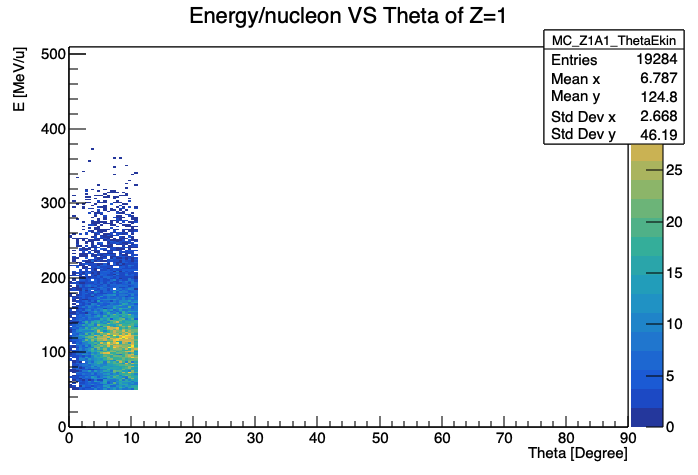 Energy/nucleon VS Theta of Z=1
MC_Z1A1_ThetaEkin
Entries 19284
Mean x 6.787
Mean y 124.8
Std Dev x 2.668
Std Dev y 46.19
E [MeV/u]
500
400
300
200
100
0
0 10 20 30 40 50 60 70 80 90
Theta [Degree]
25
20
15
10
5
0